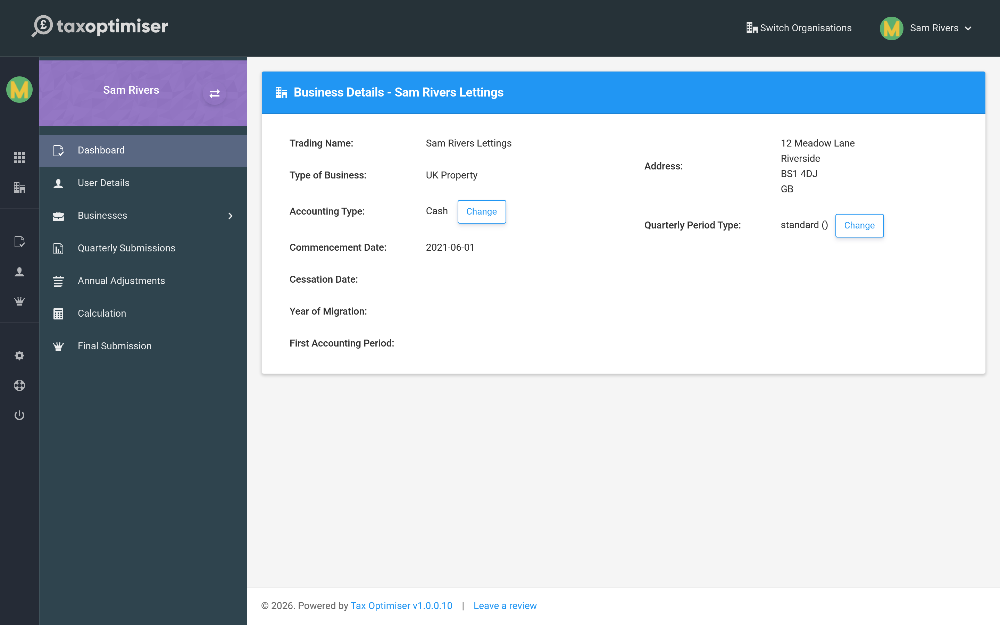 taxoptimiser
Switch Organisations
M
Sam Rivers
M
Sam Rivers
Dashboard
User Details
Businesses
Quarterly Submissions
Annual Adjustments
Calculation
Final Submission
Business Details - Sam Rivers Lettings
Trading Name: Sam Rivers Lettings
Type of Business: UK Property
Accounting Type: Cash Change
Commencement Date: 2021-06-01
Cessation Date:
Year of Migration:
First Accounting Period:
Address: 12 Meadow Lane
Riverside
BS1 4DJ
GB
Quarterly Period Type: standard () Change
© 2026. Powered by Tax Optimiser v1.0.0.10 | Leave a review